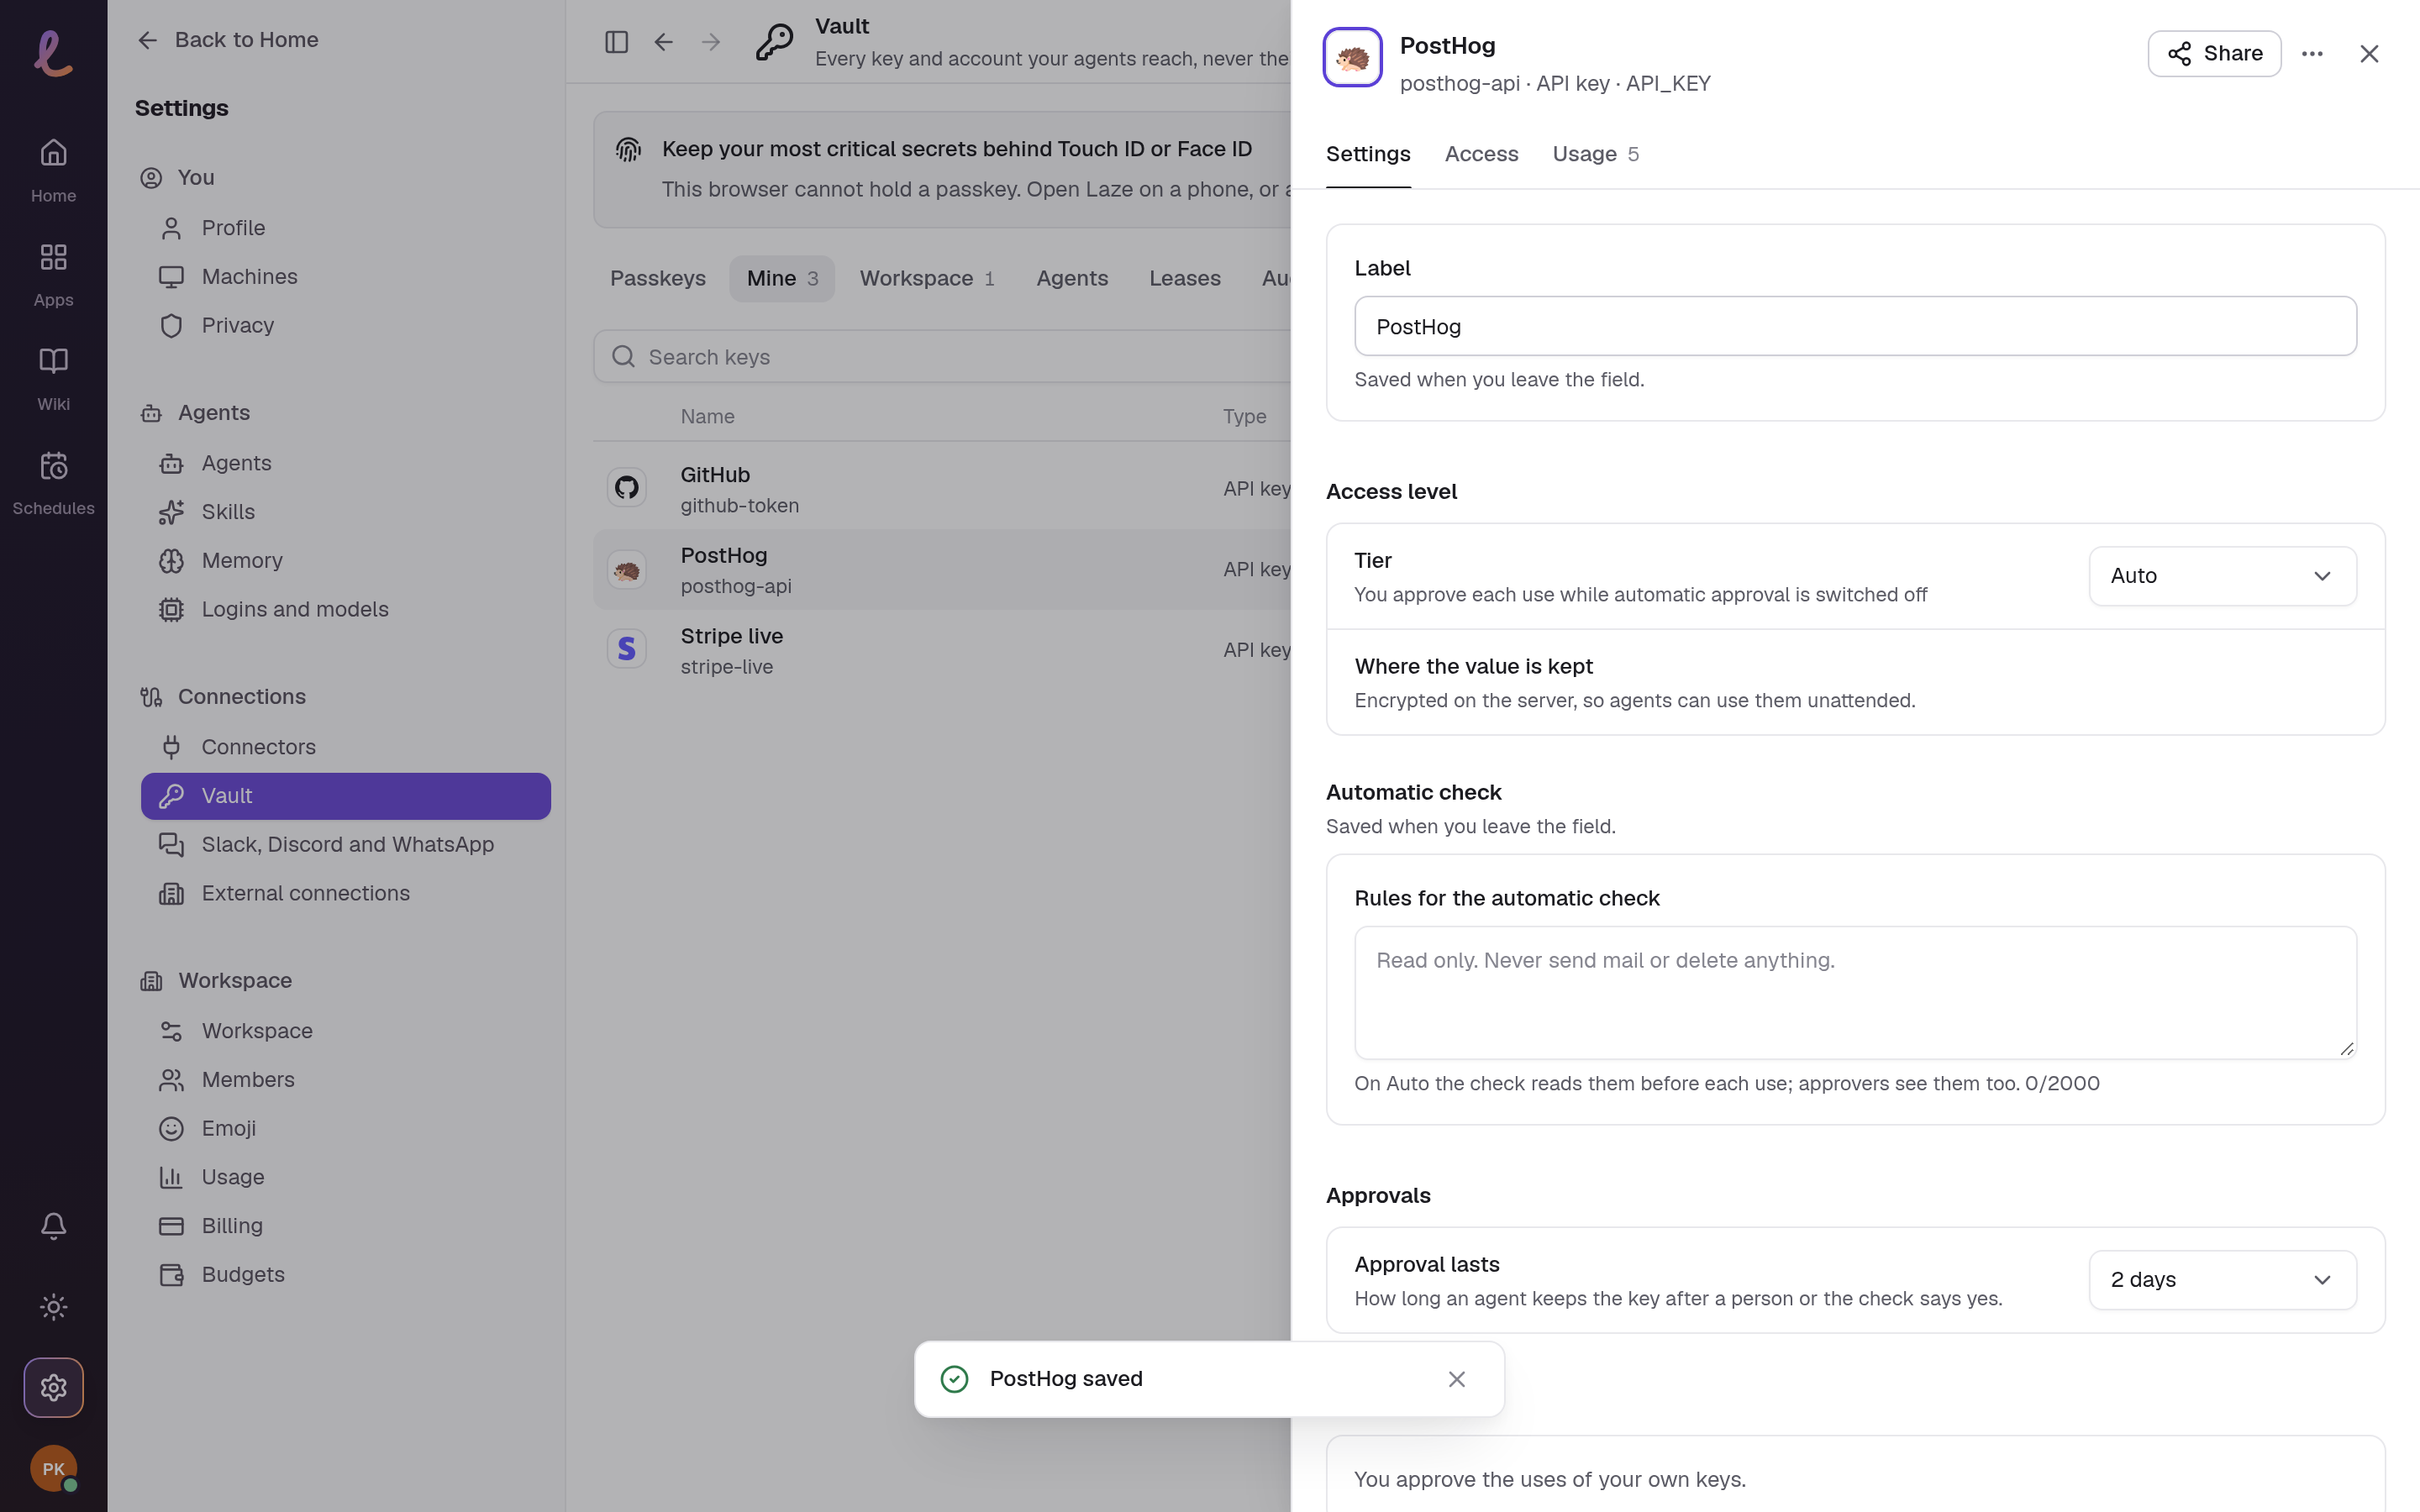 Home
Apps
Wiki
Schedules
PK
Back to Home
Settings
You
Profile
Machines
Privacy
Agents
Agents
Skills
Memory
Logins and models
Connections
Connectors
Vault
Slack, Discord and WhatsApp
External connections
Workspace
Workspace
Members
Emoji
Usage
Billing
Budgets
Vault
Every key and account your agents reach, never the
Keep your most critical secrets behind Touch ID or Face ID
This browser cannot hold a passkey. Open Laze on a phone, or
Passkeys Mine 3 Workspace 1 Agents Leases
Search keys
Name Type
GitHub
github-token
API key
PostHog
posthog-api
API key
Stripe live
stripe-live
API key
PostHog
posthog-api · API key · API_KEY
Share
Settings Access Usage 5
Label
PostHog
Saved when you leave the field.
Access level
Tier
You approve each use while automatic approval is switched off
Auto
Where the value is kept
Encrypted on the server, so agents can use them unattended.
Automatic check
Saved when you leave the field.
Rules for the automatic check
Read only. Never send mail or delete anything.
On Auto the check reads them before each use; approvers see them too. 0/2000
Approvals
Approval lasts
How long an agent keeps the key after a person or the check says yes.
2 days
PostHog saved
You approve the uses of your own keys.